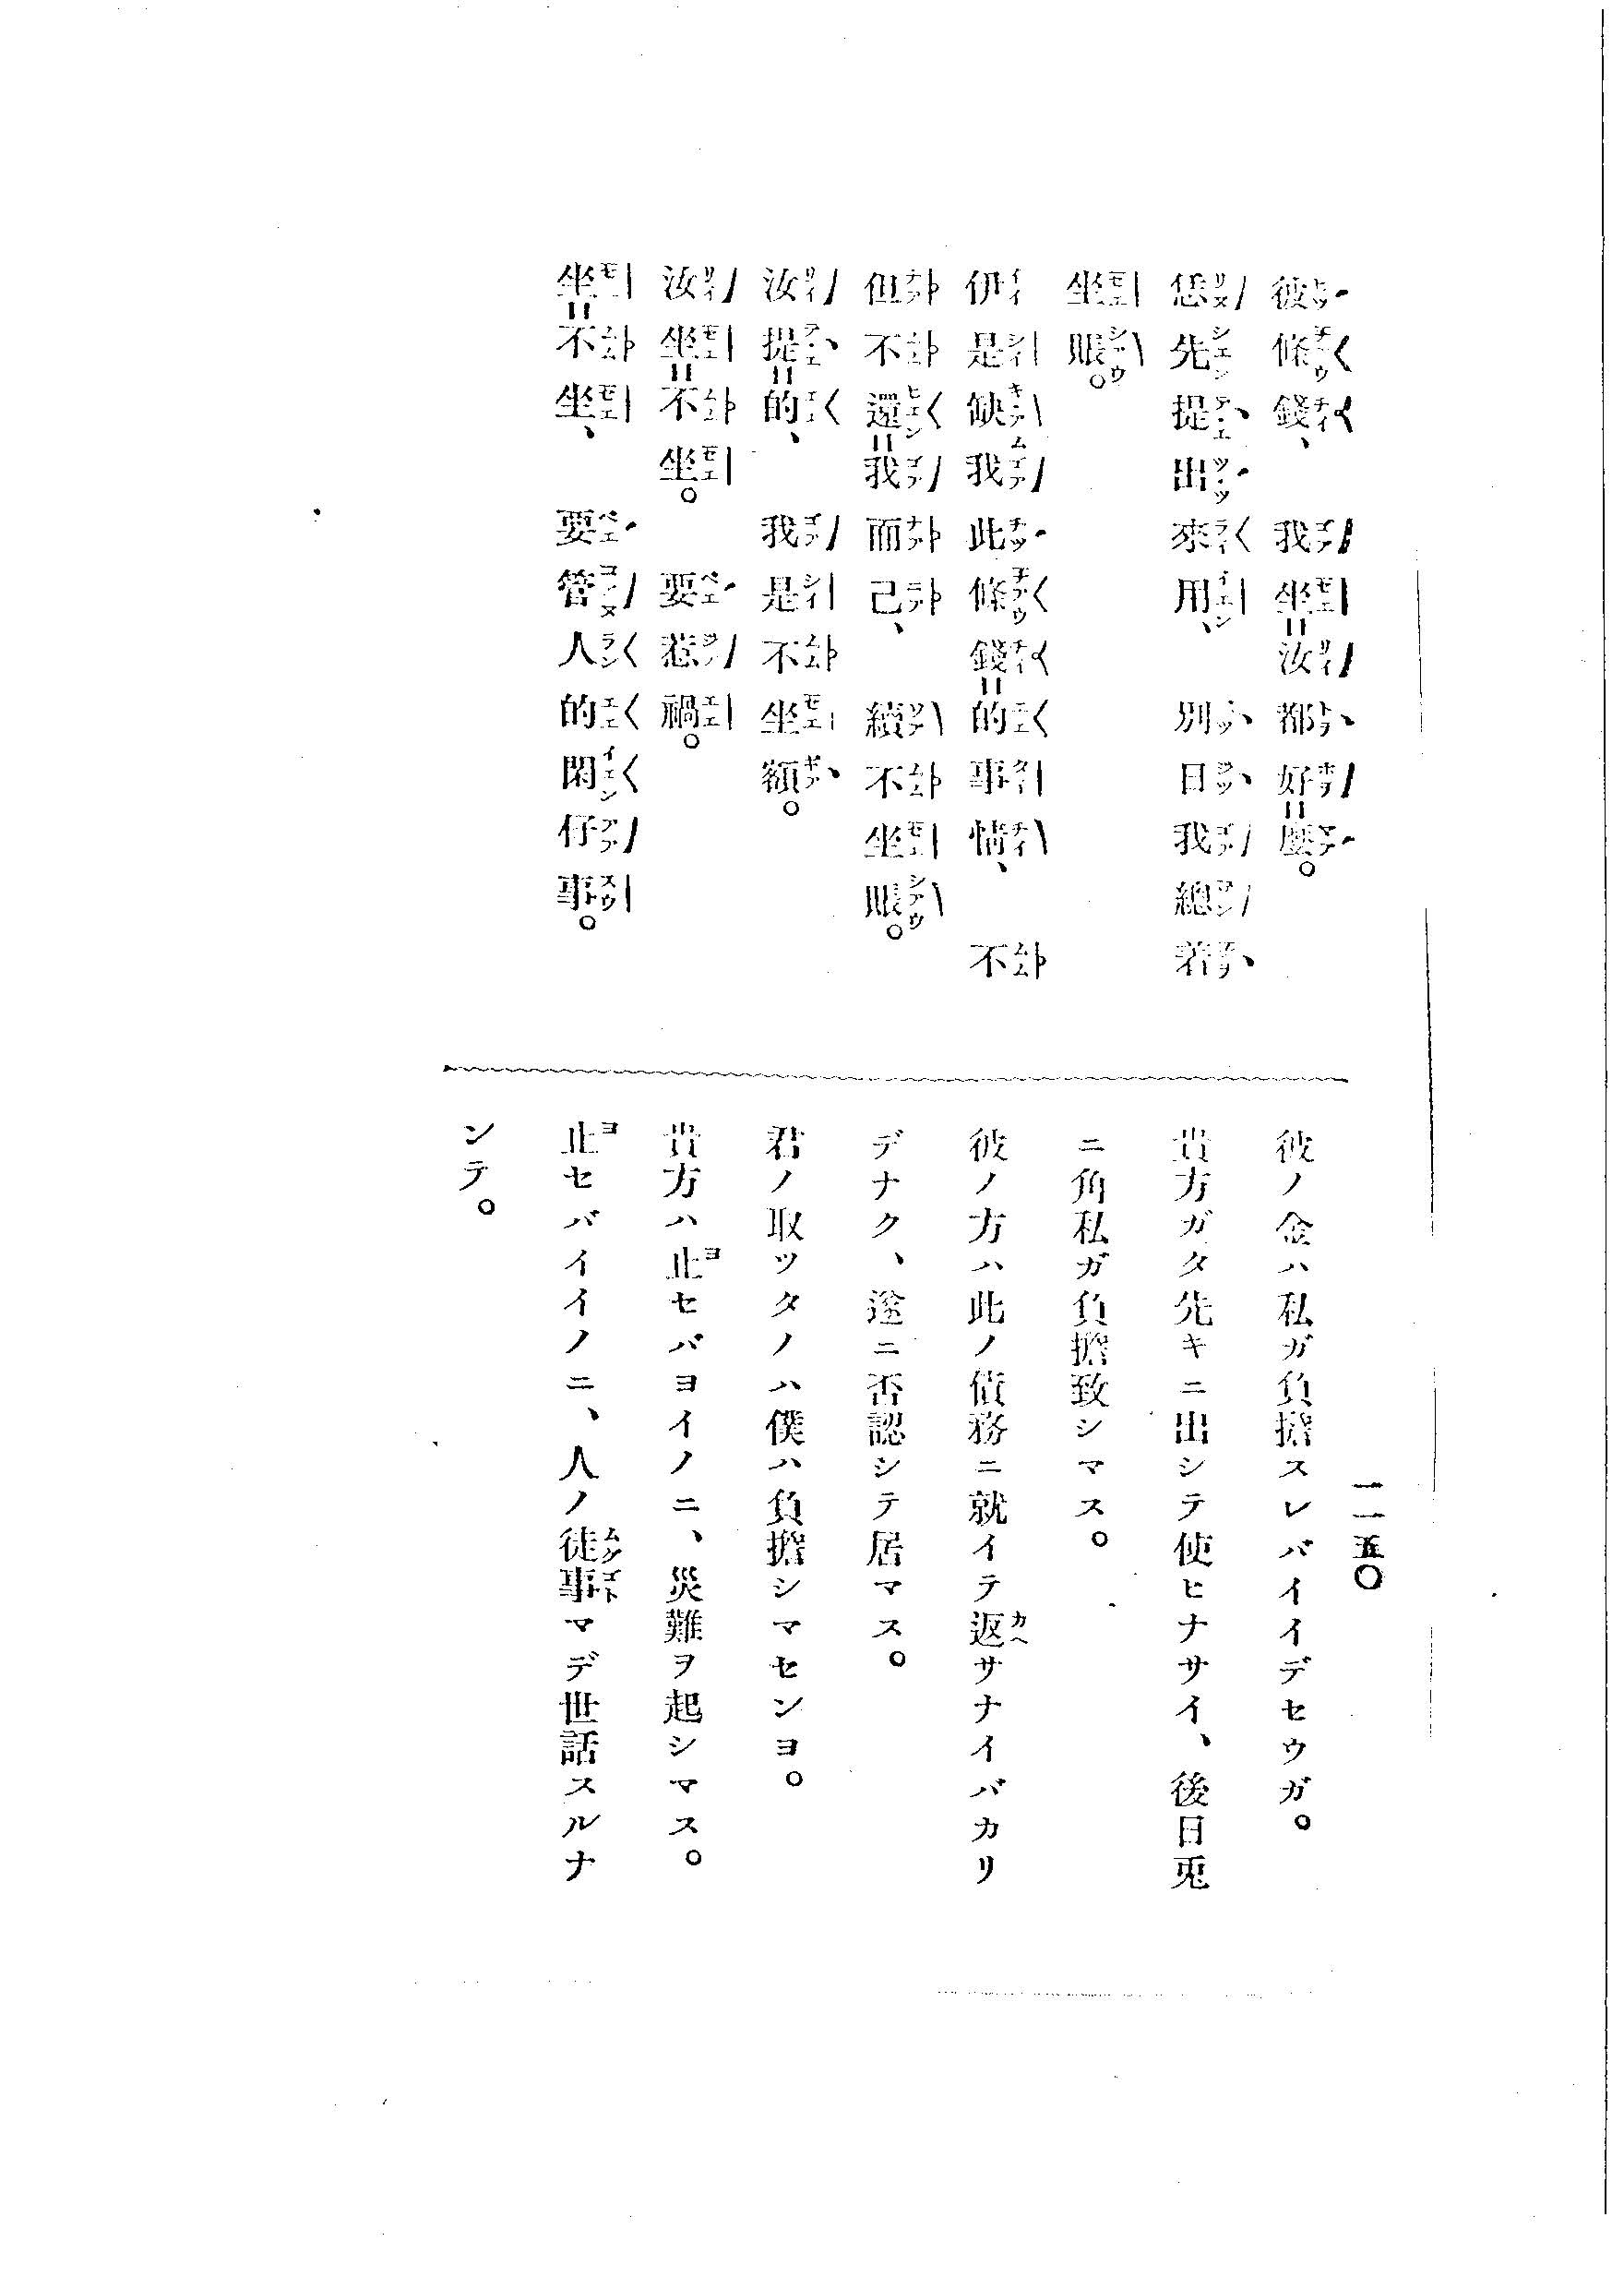 彼條錢、我坐=汝都好=麼。
恁先提出來用、別日我總若
坐賬。
伊是缺我此條錢=的事情、不
但不還=我而已、續不坐賬。
汝提=的、我是不坐額。
汝坐=不坐。要惹禍。
坐=不坐、要管人的閑仔事。
一一五〇
彼ノ金ハ私ガ負擔スレバイイデセウガ。
貴方ガタ先キニ出シテ使ヒナサイ、後日兎
ニ角私ガ負擔致シマス。
彼ノ方ハ此ノ債務ニ就イテ返サナイバカリ
デナク、遂ニ否認シテ居マス。
君ノ取ッタノハ僕ハ負擔シマセンヨ。
貴方ハ止セバヨイノニ、災難ヲ起シマス。
止セバイイノニ、人ノ徒事マデ世話スルナ
ンテ。